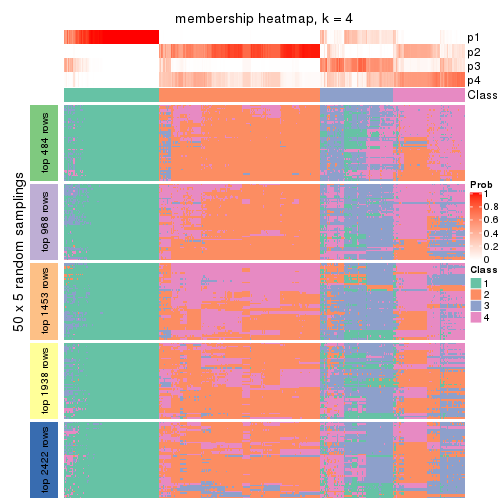 membership heatmap, k = 4
p1
p2
p3
p4
Class
50 x 5 random samplings
top 484 rows
top 968 rows
top 1453 rows
top 1938 rows
top 2422 rows
Prob
1
0.8
0.6
0.4
0.2
0
Class
1
2
3
4